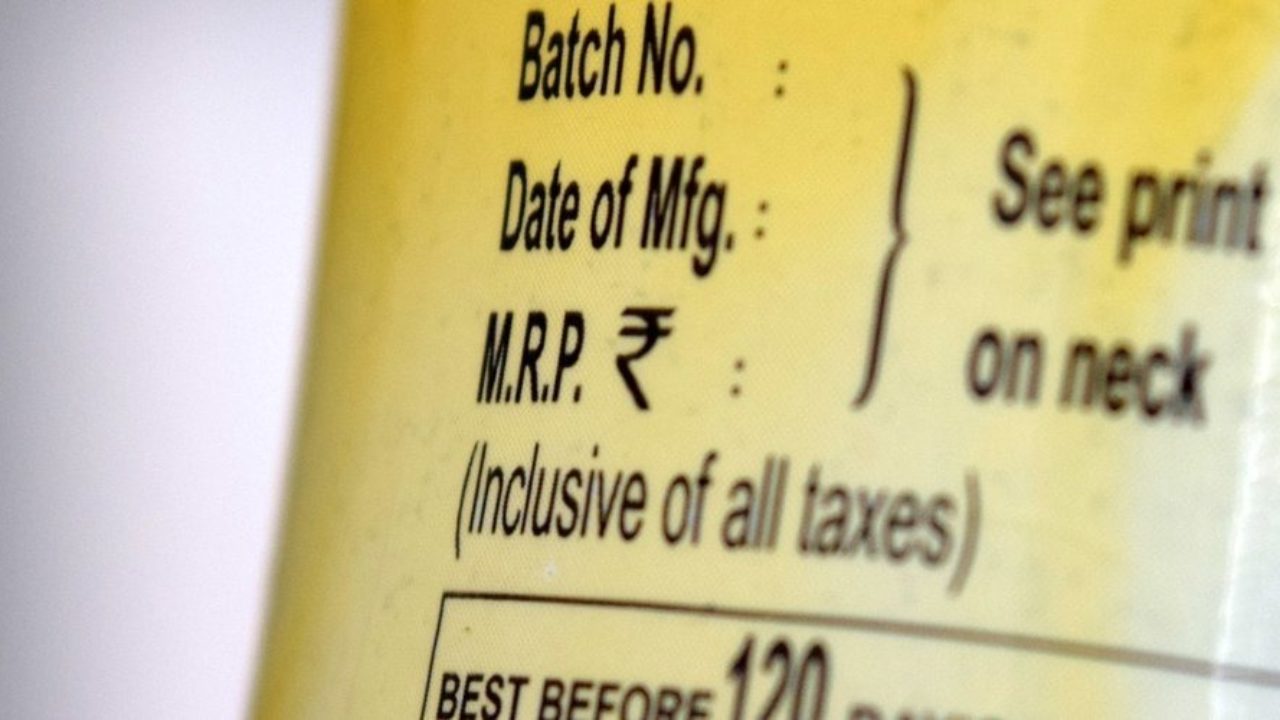 Batch No. :
Date of Mfg. :
M.R.P. ₹ :
See print
on neck
(Inclusive of all taxes)
BEST BEFORE 120